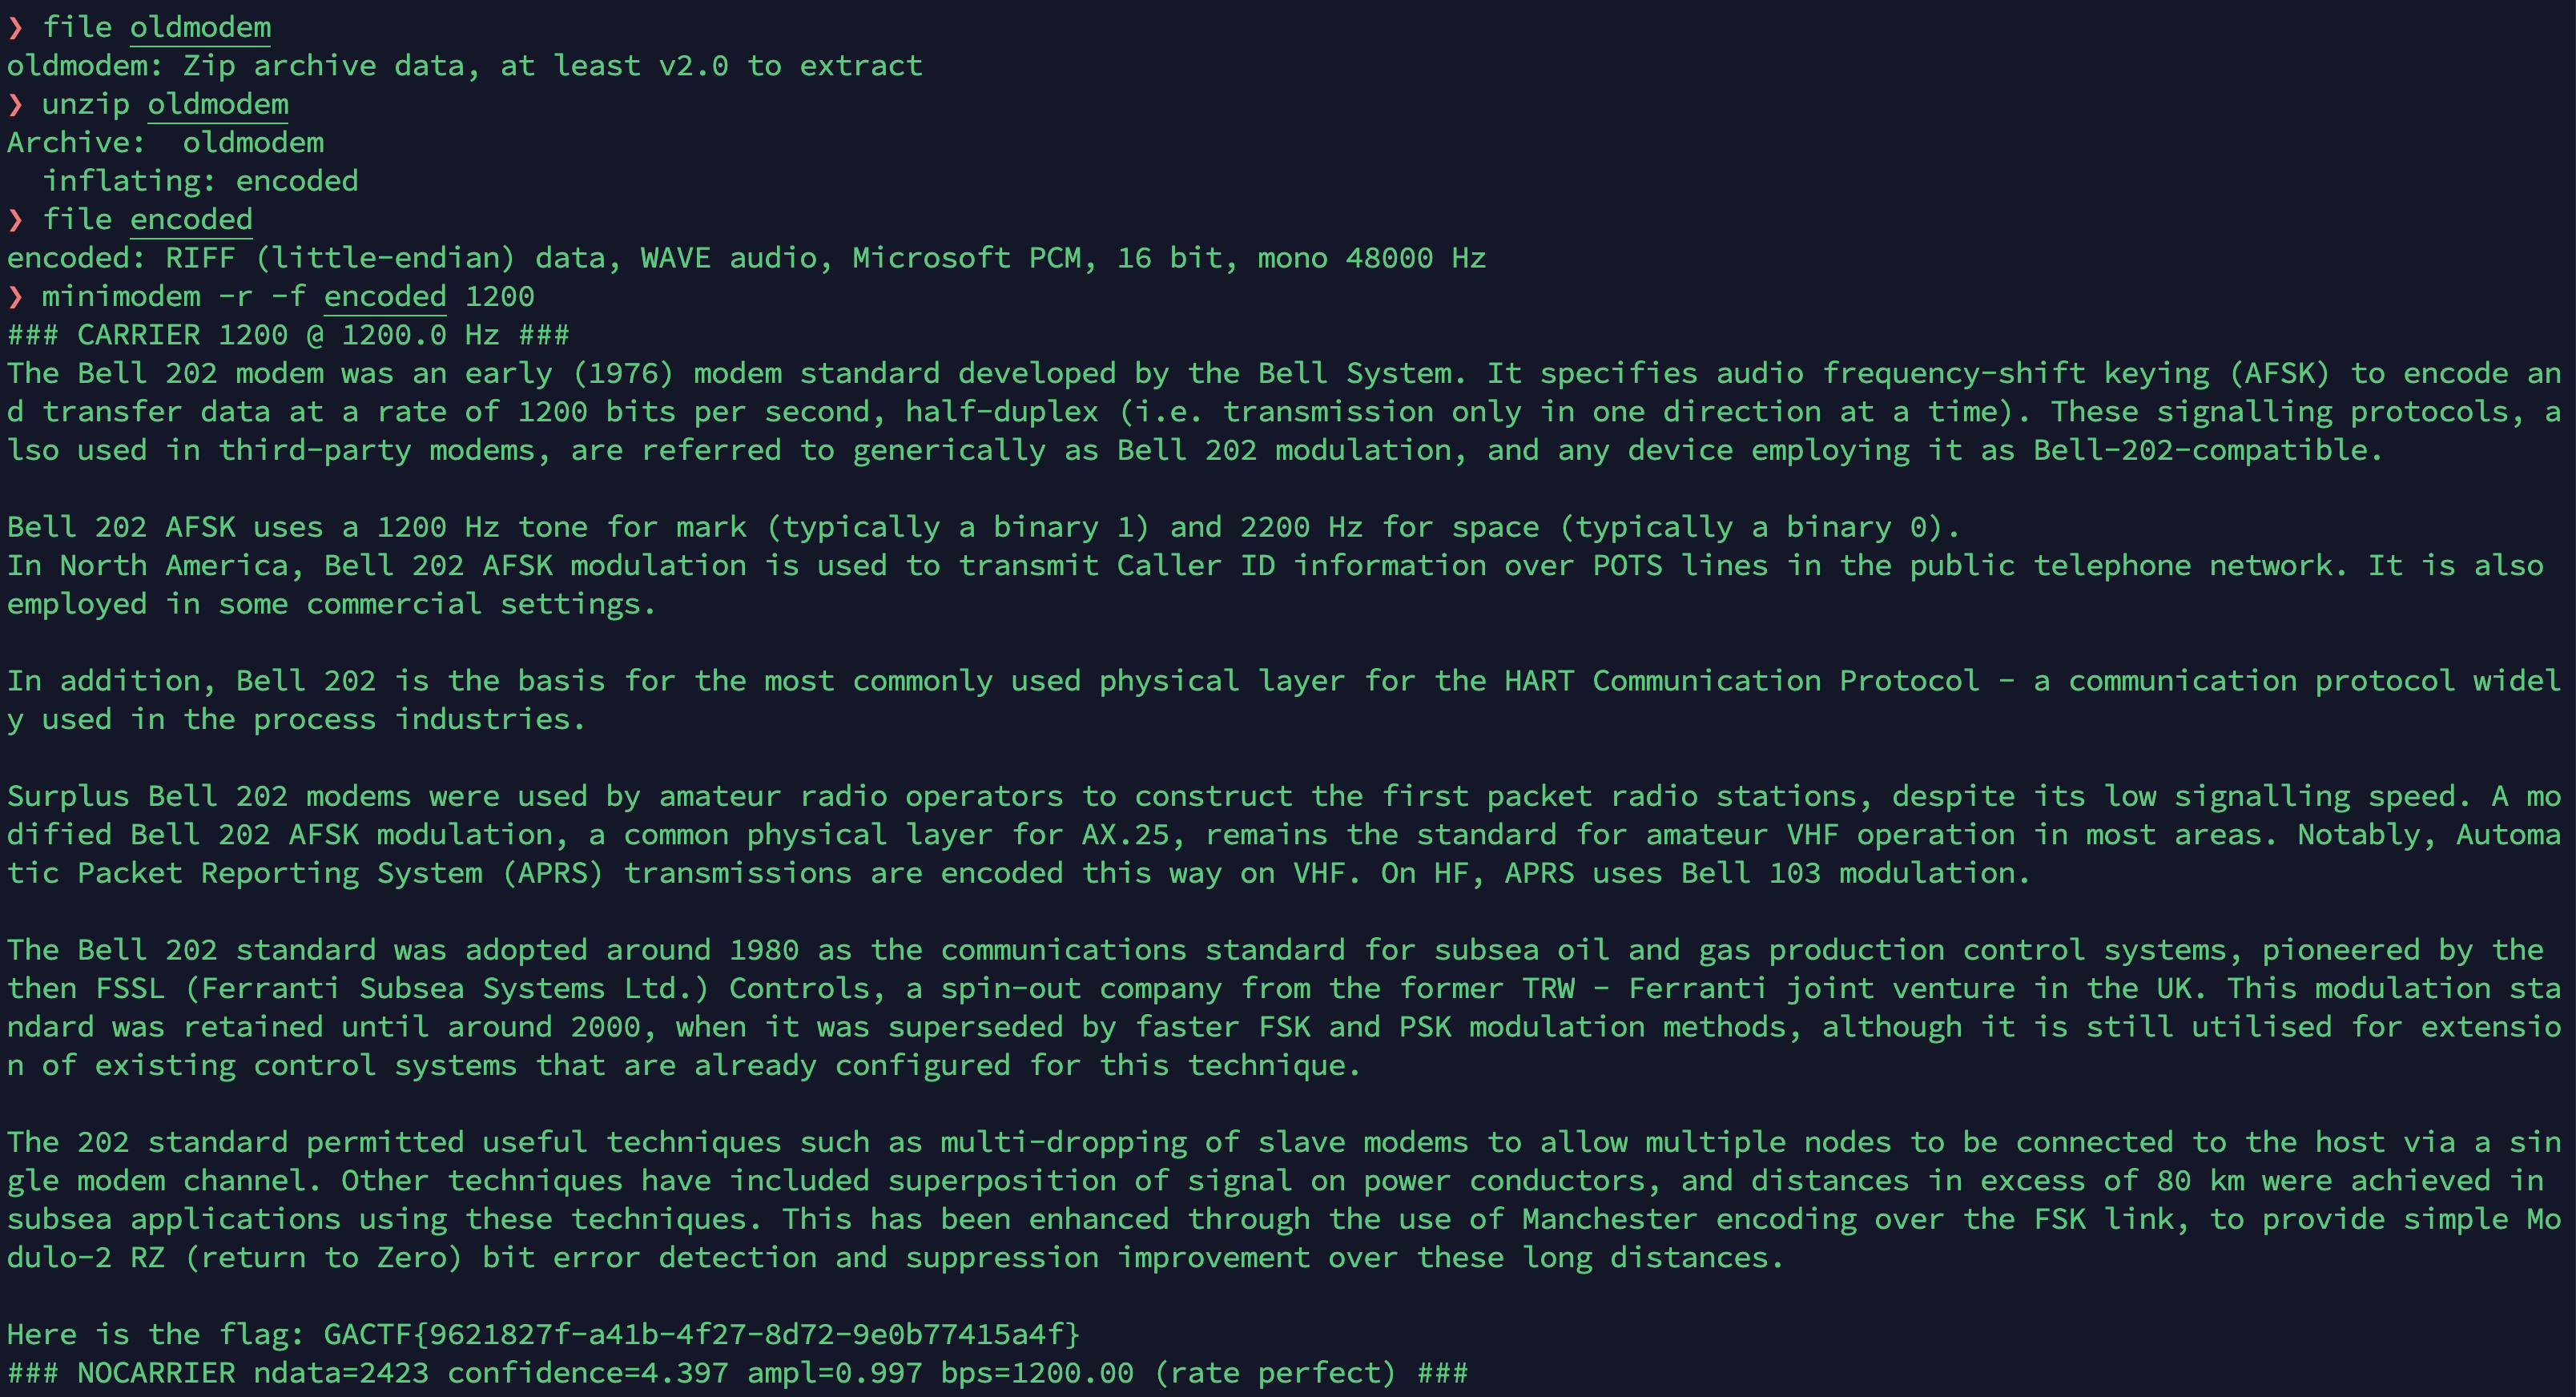 ❯ file oldmodem
oldmodem: Zip archive data, at least v2.0 to extract
❯ unzip oldmodem
Archive:  oldmodem
  inflating: encoded
❯ file encoded
encoded: RIFF (little-endian) data, WAVE audio, Microsoft PCM, 16 bit, mono 48000 Hz
❯ minimodem -r -f encoded 1200
### CARRIER 1200 @ 1200.0 Hz ###
The Bell 202 modem was an early (1976) modem standard developed by the Bell System. It specifies audio frequency-shift keying (AFSK) to encode an
d transfer data at a rate of 1200 bits per second, half-duplex (i.e. transmission only in one direction at a time). These signalling protocols, a
lso used in third-party modems, are referred to generically as Bell 202 modulation, and any device employing it as Bell-202-compatible.

Bell 202 AFSK uses a 1200 Hz tone for mark (typically a binary 1) and 2200 Hz for space (typically a binary 0).
In North America, Bell 202 AFSK modulation is used to transmit Caller ID information over POTS lines in the public telephone network. It is also
employed in some commercial settings.

In addition, Bell 202 is the basis for the most commonly used physical layer for the HART Communication Protocol – a communication protocol widel
y used in the process industries.

Surplus Bell 202 modems were used by amateur radio operators to construct the first packet radio stations, despite its low signalling speed. A mo
dified Bell 202 AFSK modulation, a common physical layer for AX.25, remains the standard for amateur VHF operation in most areas. Notably, Automa
tic Packet Reporting System (APRS) transmissions are encoded this way on VHF. On HF, APRS uses Bell 103 modulation.

The Bell 202 standard was adopted around 1980 as the communications standard for subsea oil and gas production control systems, pioneered by the
then FSSL (Ferranti Subsea Systems Ltd.) Controls, a spin-out company from the former TRW – Ferranti joint venture in the UK. This modulation sta
ndard was retained until around 2000, when it was superseded by faster FSK and PSK modulation methods, although it is still utilised for extensio
n of existing control systems that are already configured for this technique.

The 202 standard permitted useful techniques such as multi-dropping of slave modems to allow multiple nodes to be connected to the host via a sin
gle modem channel. Other techniques have included superposition of signal on power conductors, and distances in excess of 80 km were achieved in
subsea applications using these techniques. This has been enhanced through the use of Manchester encoding over the FSK link, to provide simple Mo
dulo-2 RZ (return to Zero) bit error detection and suppression improvement over these long distances.

Here is the flag: GACTF{9621827f-a41b-4f27-8d72-9e0b77415a4f}
### NOCARRIER ndata=2423 confidence=4.397 ampl=0.997 bps=1200.00 (rate perfect) ###